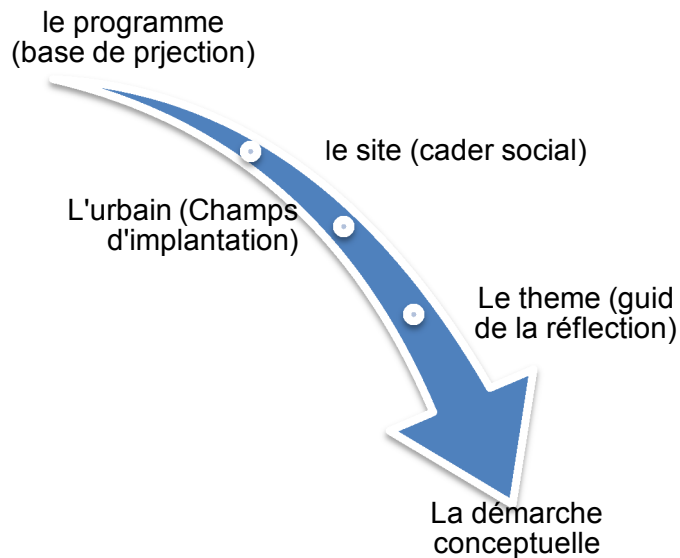 le programme
(base de prjection)
le site (cader social)
L'urbain (Champs
d'implantation)
Le theme (guid
de la réflection)
La démarche
conceptuelle